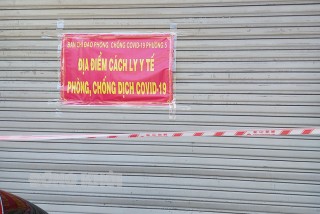 BAN CHỈ ĐẠO PHÒNG, CHỐNG COVID-19 PHƯỜNG 5
ĐỊA ĐIỂM CÁCH LY Y TẾ
PHÒNG, CHỐNG DỊCH COVID-19